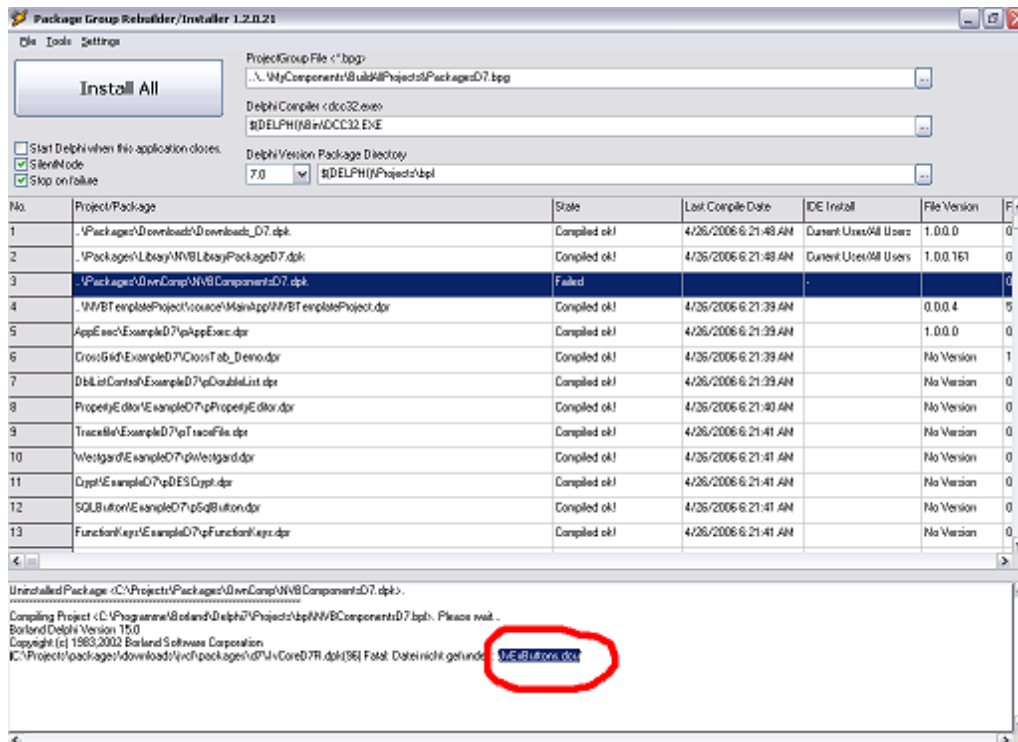 Package Group Rebuilder/Installer 1.2.0.21
File Tools Settings
Install All
ProjectGroup File <*.bpg>
..\..\MyComponents\BuildAllProjects\PackagesD7.bpg
...
Delphi Compiler <dcc32.exe>
$(DELPHI)\Bin\DCC32.EXE
...
Start Delphi when this application closes.
SilentMode
Stop on failure
Delphi Version Package Directory
7.0 $(DELPHI)\Projects\bpl
...
No. Project/Package State Last Compile Date IDE Install File Version
1 ..\Packages\Downloads\Downloads_D7.dpk Compiled ok! 4/26/2006 6:21:48 AM Current User/All Users 1.0.0.0 0
2 ..\Packages\Library\NVBLibraryPackageD7.dpk Compiled ok! 4/26/2006 6:21:48 AM Current User/All Users 1.0.0.161 0
3 ..\Packages\OwnComp\NVBComponentsD7.dpk Failed - 0
4 ..\NVBTemplateProject\source\MainApp\NVBTemplateProject.dpr Compiled ok! 4/26/2006 6:21:39 AM 0.0.0.4 5
5 AppExec\ExampleD7\pAppExec.dpr Compiled ok! 4/26/2006 6:21:39 AM 1.0.0.0 0
6 CrossGrid\ExampleD7\CrossTab_Demo.dpr Compiled ok! 4/26/2006 6:21:39 AM No Version 1
7 DblListControl\ExampleD7\pDoubleList.dpr Compiled ok! 4/26/2006 6:21:39 AM No Version 0
8 PropertyEditor\ExampleD7\pPropertyEditor.dpr Compiled ok! 4/26/2006 6:21:40 AM No Version 0
9 Tracefile\ExampleD7\pTraceFile.dpr Compiled ok! 4/26/2006 6:21:41 AM No Version 0
10 Westgard\ExampleD7\pWestgard.dpr Compiled ok! 4/26/2006 6:21:41 AM No Version 0
11 Crypt\ExampleD7\pDESCrypt.dpr Compiled ok! 4/26/2006 6:21:41 AM No Version 0
12 SQLButton\ExampleD7\pSqlButton.dpr Compiled ok! 4/26/2006 6:21:41 AM No Version 0
13 FunctionKeys\ExampleD7\pFunctionKeys.dpr Compiled ok! 4/26/2006 6:21:41 AM No Version 0
Uninstalled Package <C:\Projects\Packages\OwnComp\NVBComponentsD7.dpk>.
Compiling Project <C:\Programme\Borland\Delphi7\Projects\bpl\NVBComponentsD7.bpl>. Please wait...
Borland Delphi Version 15.0
Copyright (c) 1983,2002 Borland Software Corporation
C:\Projects\packages\downloads\jvcl\packages\d7\JvCoreD7R.dpk(96) Fatal: Datei nicht gefunden: 'JvExButtons.dcu'